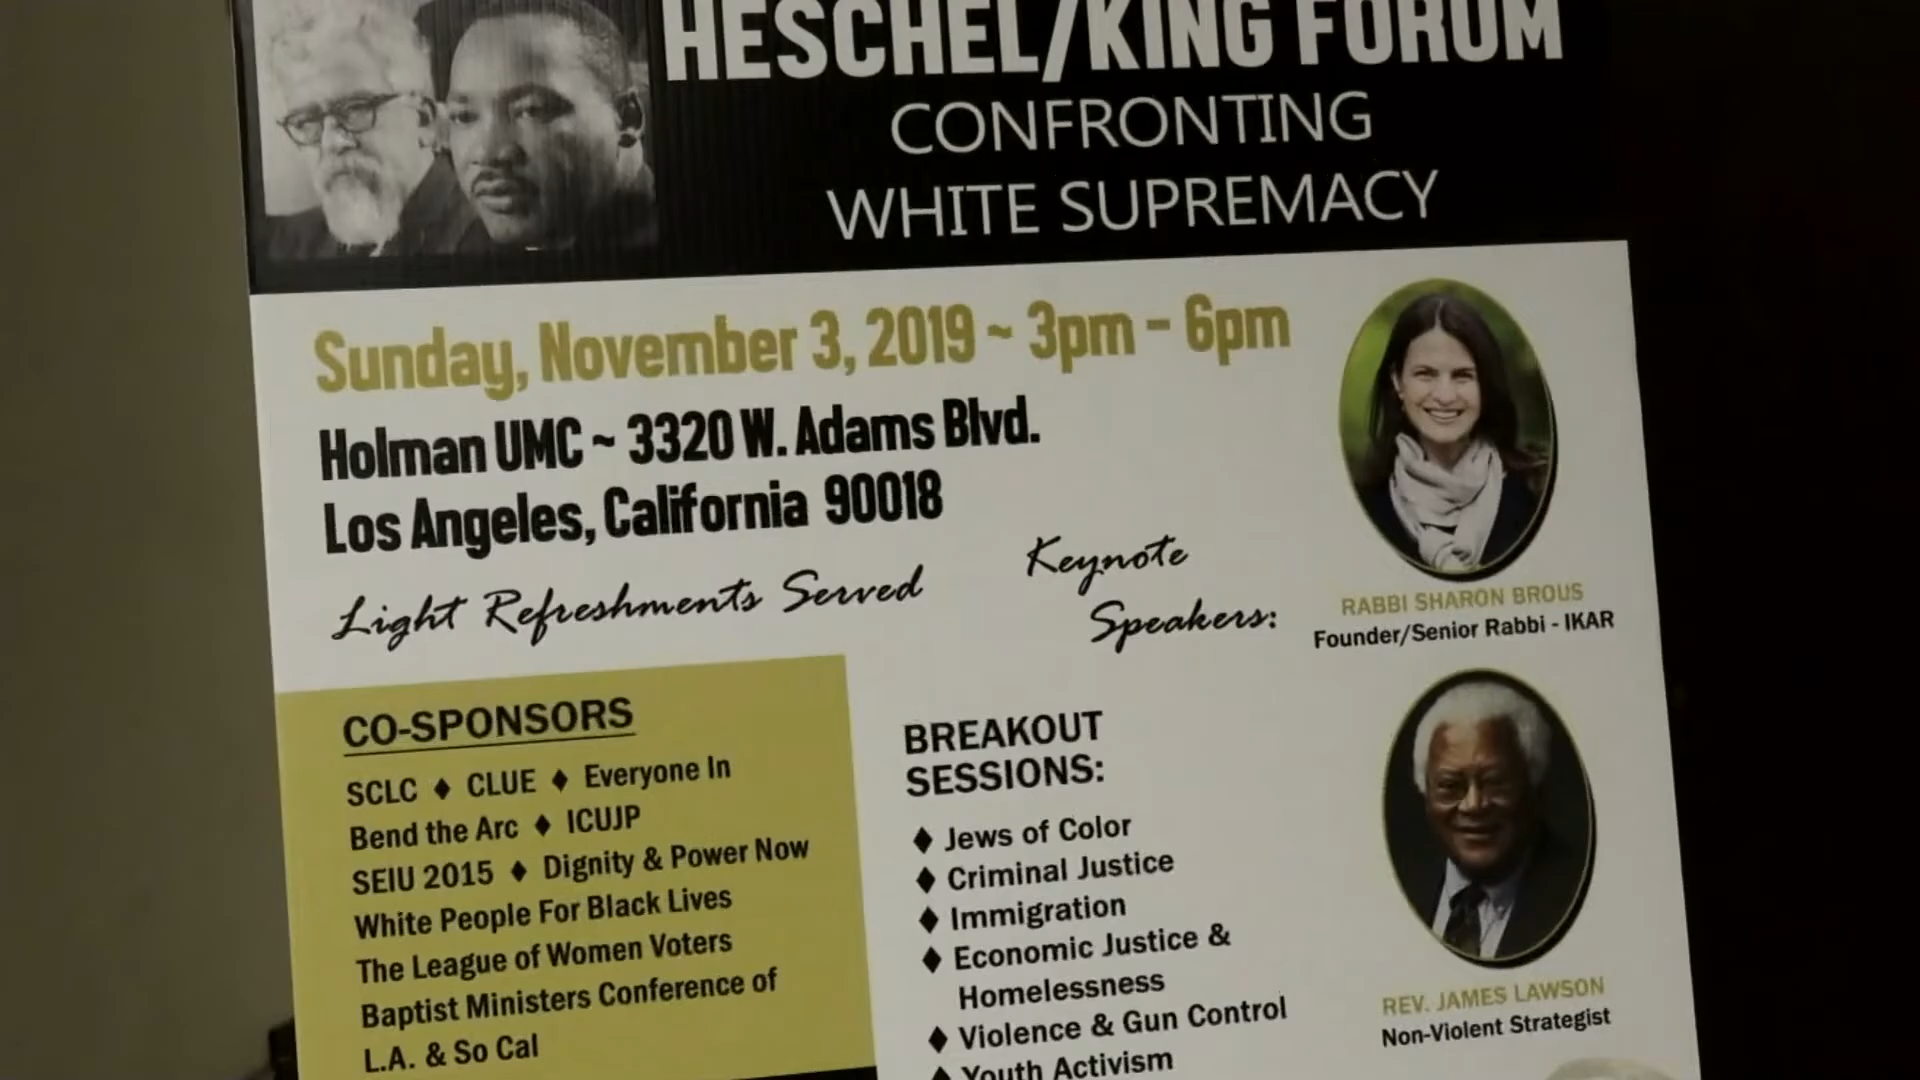 HESCHEL/KING FORUM
CONFRONTING
WHITE SUPREMACY
Sunday, November 3, 2019 ~ 3pm - 6pm
Holman UMC ~ 3320 W. Adams Blvd.
Los Angeles, California 90018
Light Refreshments Served
Keynote
Speakers:
RABBI SHARON BROUS
Founder/Senior Rabbi - IKAR
CO-SPONSORS
SCLC ♦ CLUE ♦ Everyone In
Bend the Arc ♦ ICUJP
SEIU 2015 ♦ Dignity & Power Now
White People For Black Lives
The League of Women Voters
Baptist Ministers Conference of
L.A. & So Cal
BREAKOUT
SESSIONS:
♦ Jews of Color
♦ Criminal Justice
♦ Immigration
♦ Economic Justice &
Homelessness
♦ Violence & Gun Control
♦ Youth Activism
REV. JAMES LAWSON
Non-Violent Strategist